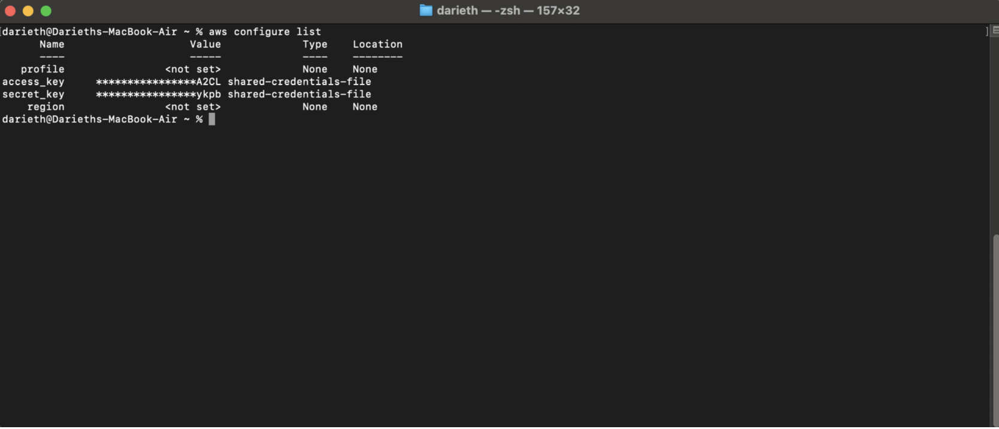 darieth — -zsh — 157×32
[darieth@Darieths-MacBook-Air ~ % aws configure list ]
Name Value Type Location
---- ----- ---- --------
profile <not set> None None
access_key ****************A2CL shared-credentials-file
secret_key ****************ykpb shared-credentials-file
region <not set> None None
darieth@Darieths-MacBook-Air ~ %